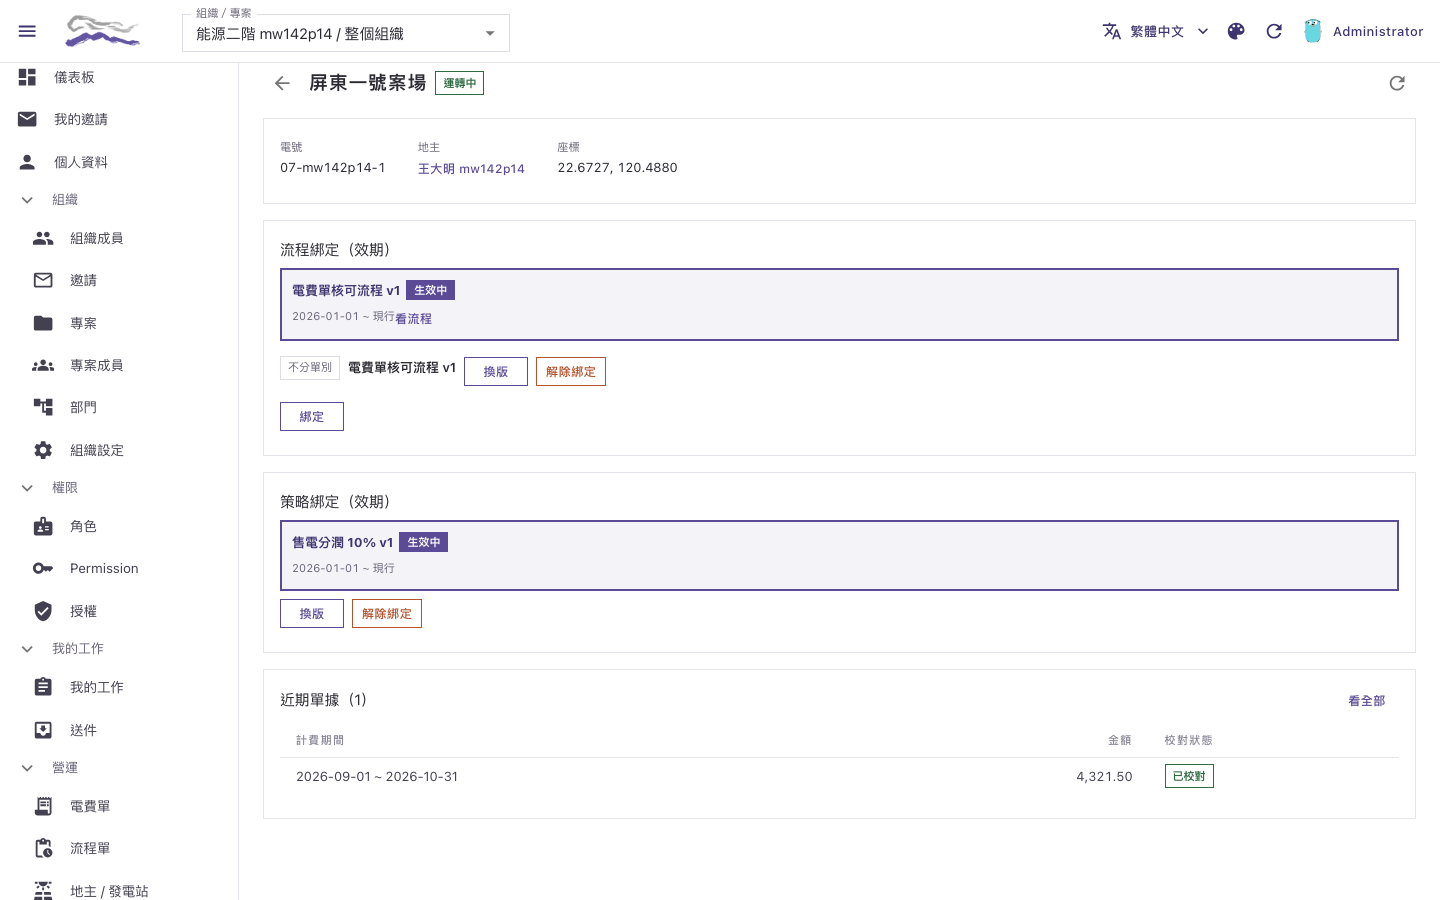 組織 / 專案
能源二階 mw142p14 / 整個組織
繁體中文
Administrator
儀表板
我的邀請
個人資料
組織
組織成員
邀請
專案
專案成員
部門
組織設定
權限
角色
Permission
授權
我的工作
我的工作
送件
營運
電費單
流程單
地主 / 發電站
屏東一號案場 運轉中
電號 地主 座標
07-mw142p14-1 王大明 mw142p14 22.6727, 120.4880
流程綁定（效期）
電費單核可流程 v1 生效中
2026-01-01 ~ 現行看流程
不分單別 電費單核可流程 v1 換版 解除綁定
綁定
策略綁定（效期）
售電分潤 10% v1 生效中
2026-01-01 ~ 現行
換版 解除綁定
近期單據（1） 看全部
計費期間 金額 校對狀態
2026-09-01 ~ 2026-10-31 4,321.50 已校對